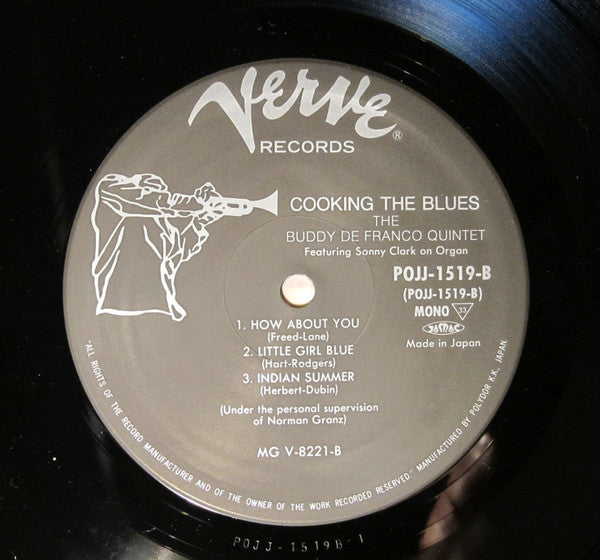 Verve
®
RECORDS
COOKING THE BLUES
THE
BUDDY DE FRANCO QUINTET
Featuring Sonny Clark on Organ
POJJ-1519-B
(POJJ-1519-B)
MONO 33
JASRAC
Made in Japan
1. HOW ABOUT YOU
(Freed-Lane)
2. LITTLE GIRL BLUE
(Hart-Rodgers)
3. INDIAN SUMMER
(Herbert-Dubin)
(Under the personal supervision
of Norman Granz)
MG V-8221-B
"ALL RIGHTS OF THE RECORD MANUFACTURER AND OF THE OWNER OF THE WORK RECORDED RESERVED." MANUFACTURED BY POLYDOR K.K., JAPAN.
POJJ-1519B-1